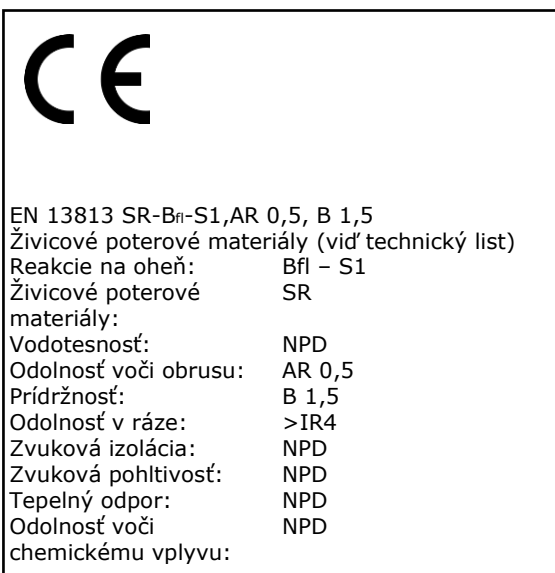 CE
EN 13813 SR-Bfl-S1,AR 0,5, B 1,5
Živicové poterové materiály (viď technický list)
Reakcie na oheň: Bfl – S1
Živicové poterové SR
materiály:
Vodotesnosť: NPD
Odolnosť voči obrusu: AR 0,5
Prídržnosť: B 1,5
Odolnosť v ráze: >IR4
Zvuková izolácia: NPD
Zvuková pohltivosť: NPD
Tepelný odpor: NPD
Odolnosť voči NPD
chemickému vplyvu: